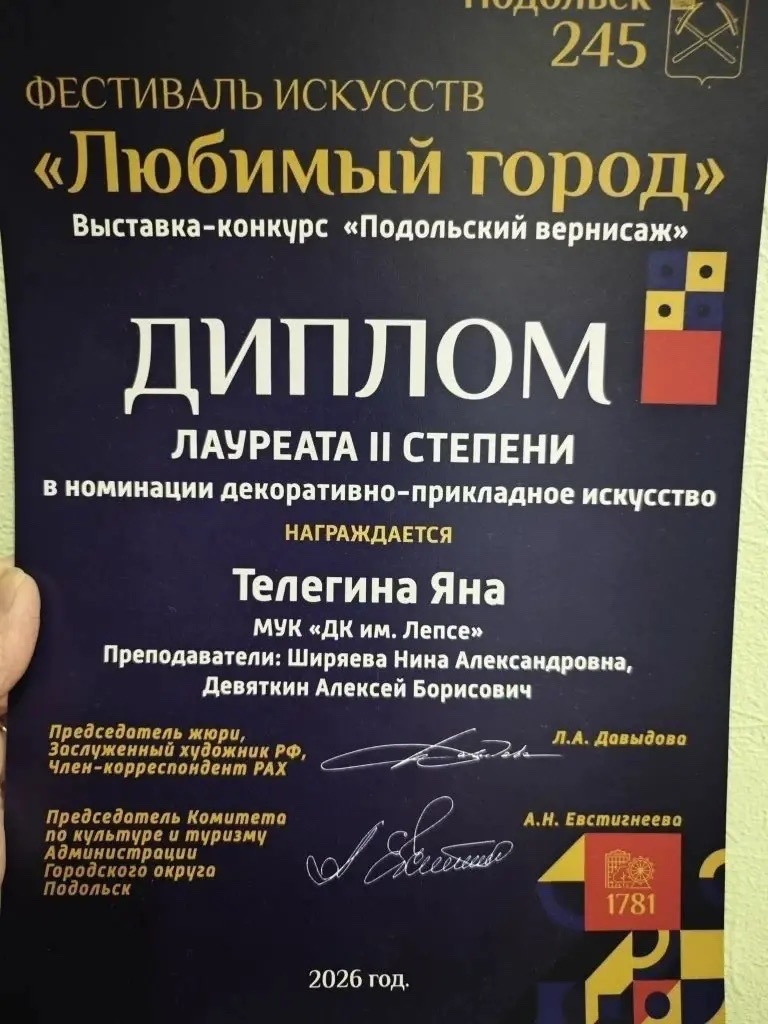 Подольск
245
ФЕСТИВАЛЬ ИСКУССТВ
«Любимый город»
Выставка-конкурс «Подольский вернисаж»
ДИПЛОМ
ЛАУРЕАТА II СТЕПЕНИ
в номинации декоративно-прикладное искусство
НАГРАЖДАЕТСЯ
Телегина Яна
МУК «ДК им. Лепсе»
Преподаватели: Ширяева Нина Александровна,
Девяткин Алексей Борисович
Председатель жюри,
Заслуженный художник РФ,
Член-корреспондент РАХ
Л.А. Давыдова
Председатель Комитета
по культуре и туризму
Администрации
Городского округа
Подольск
А.Н. Евстигнеева
1781
2026 год.